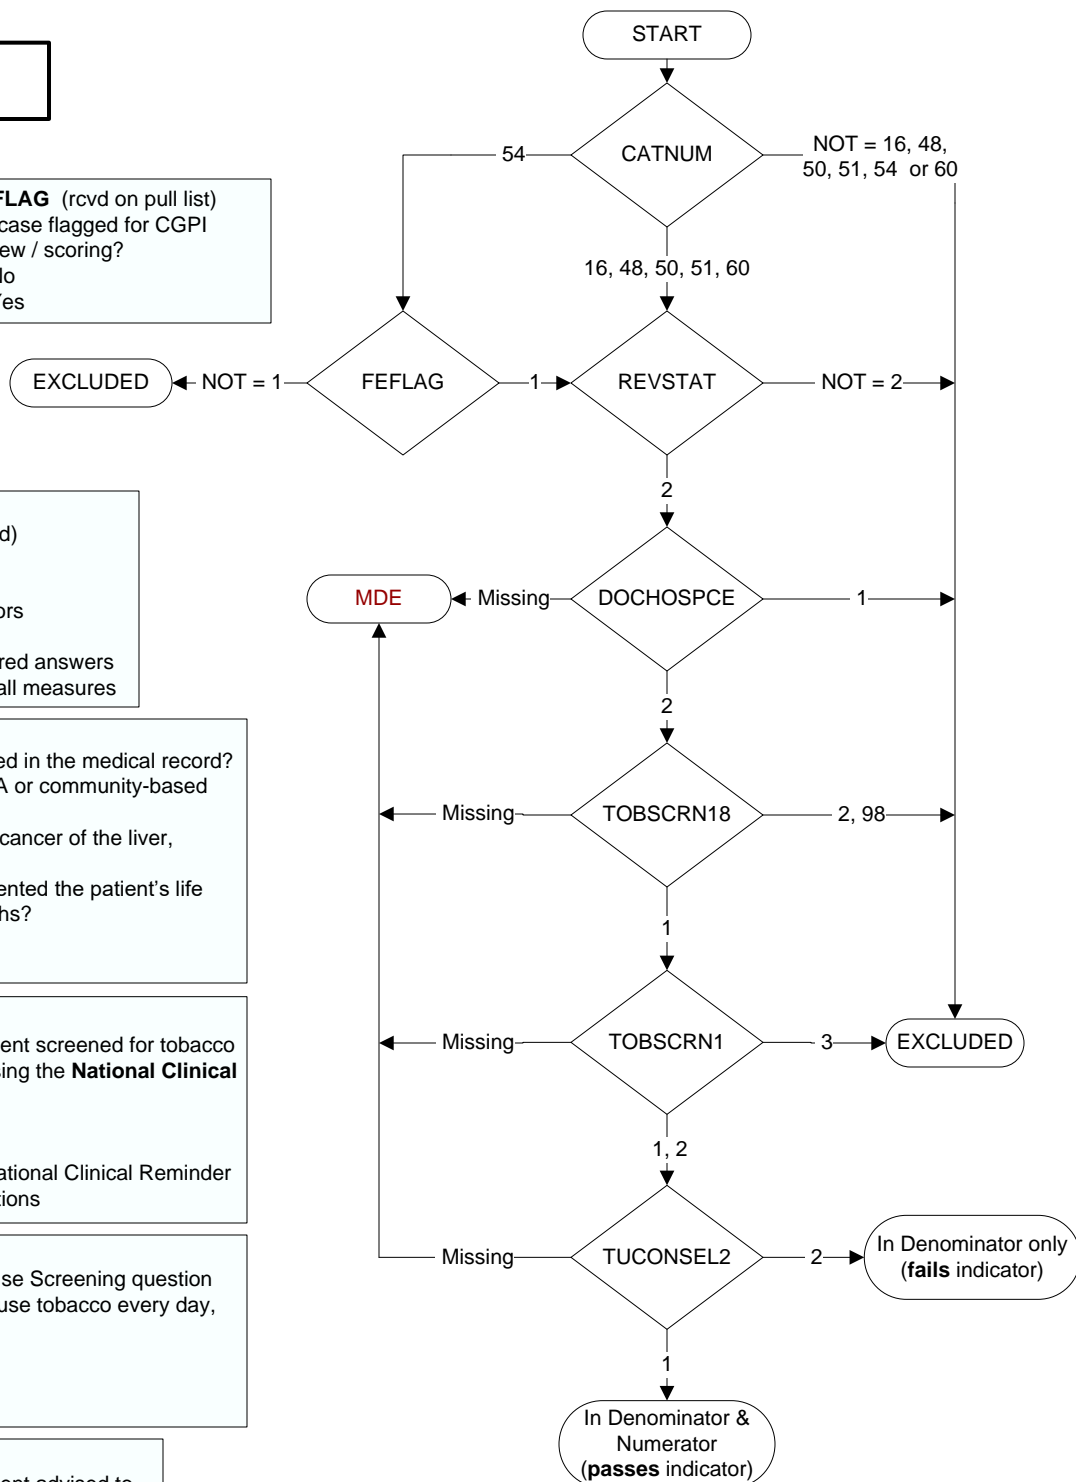 START
CATNUM
54
NOT = 16, 48,
50, 51, 54 or 60
16, 48, 50, 51, 60
FLAG (rcvd on pull list)
case flagged for CGPI
ew / scoring?
EXCLUDED
NOT = 1
FEFLAG
1
REVSTAT
NOT = 2
2
d)
ors
red answers
all measures
MDE
Missing
DOCHOSPCE
1
2
ed in the medical record?
A or community-based
cancer of the liver,
ented the patient's life
hs?
Missing
TOBSCRN18
2, 98
1
ent screened for tobacco
sing the National Clinical
ational Clinical Reminder
tions
Missing
TOBSCRN1
3
EXCLUDED
1, 2
se Screening question
use tobacco every day,
Missing
TUCONSEL2
2
In Denominator only
(fails indicator)
1
In Denominator &
Numerator
(passes indicator)